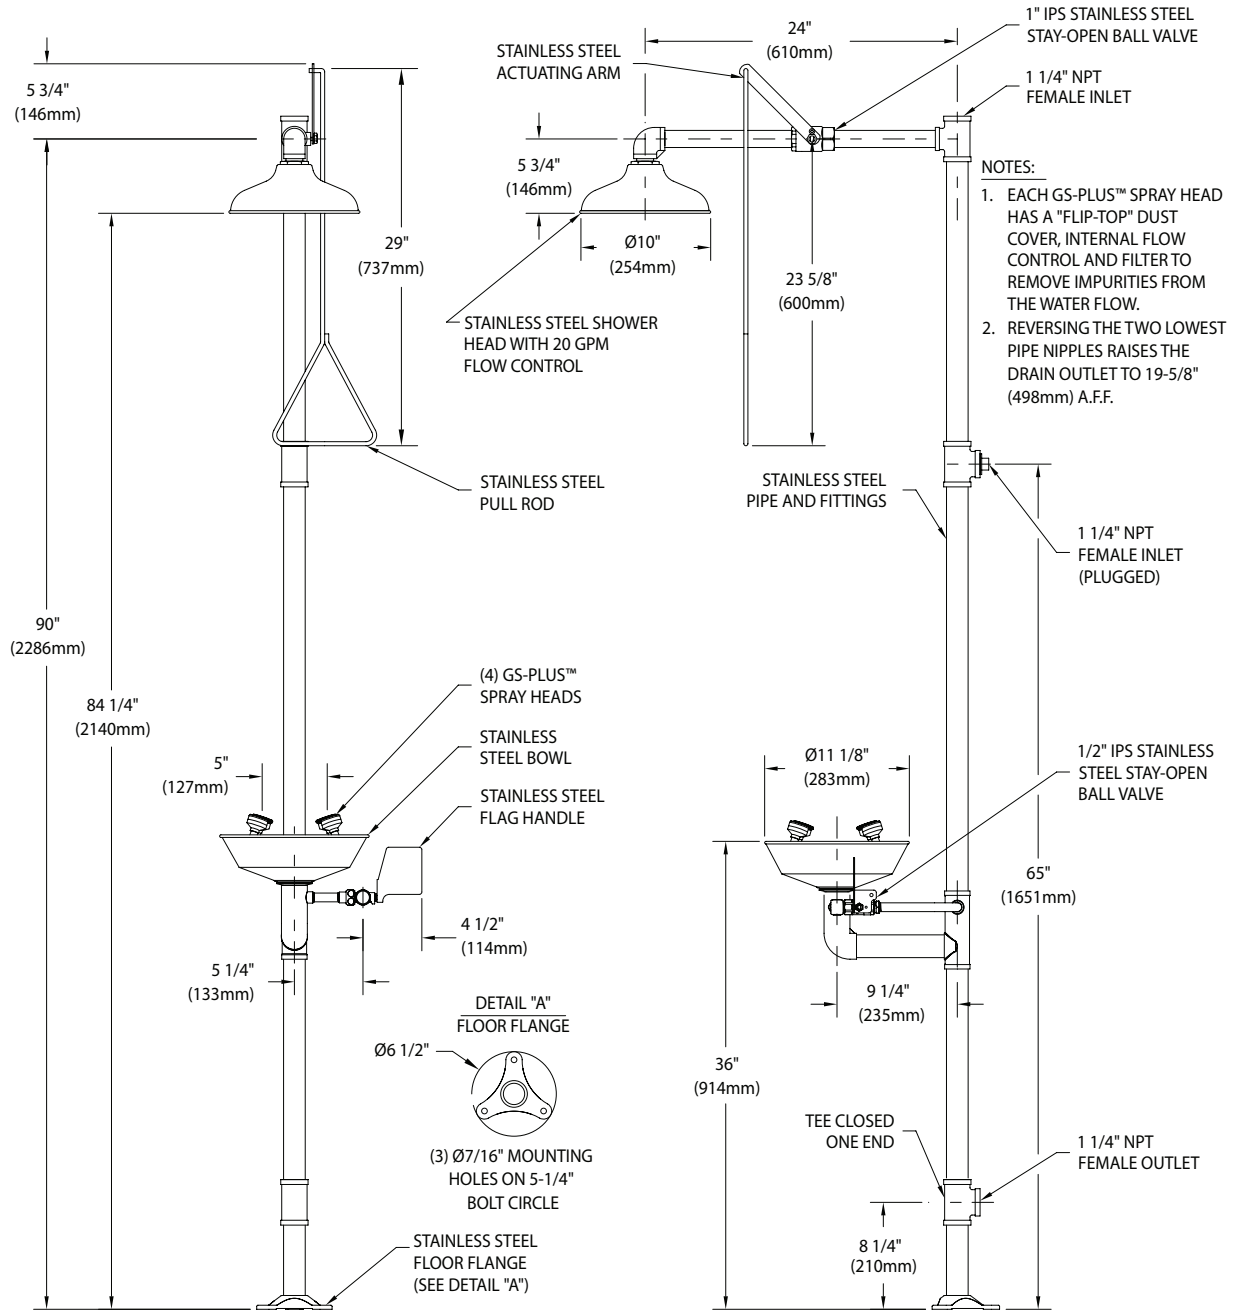 5 3/4"
(146mm)
29"
(737mm)
90"
(2286mm)
84 1/4"
(2140mm)
STAINLESS STEEL
PULL ROD
(4) GS-PLUS™
SPRAY HEADS
STAINLESS
STEEL BOWL
STAINLESS STEEL
FLAG HANDLE
5"
(127mm)
4 1/2"
(114mm)
5 1/4"
(133mm)
DETAIL "A"
FLOOR FLANGE
Ø6 1/2"
(3) Ø7/16" MOUNTING
HOLES ON 5-1/4"
BOLT CIRCLE
STAINLESS STEEL
FLOOR FLANGE
(SEE DETAIL "A")
STAINLESS STEEL
ACTUATING ARM
24"
(610mm)
1" IPS STAINLESS STEEL
STAY-OPEN BALL VALVE
1 1/4" NPT
FEMALE INLET
5 3/4"
(146mm)
Ø10"
(254mm)
23 5/8"
(600mm)
STAINLESS STEEL SHOWER
HEAD WITH 20 GPM
FLOW CONTROL
NOTES:
1. EACH GS-PLUS™ SPRAY HEAD
HAS A "FLIP-TOP" DUST
COVER, INTERNAL FLOW
CONTROL AND FILTER TO
REMOVE IMPURITIES FROM
THE WATER FLOW.
2. REVERSING THE TWO LOWEST
PIPE NIPPLES RAISES THE
DRAIN OUTLET TO 19-5/8"
(498mm) A.F.F.
STAINLESS STEEL
PIPE AND FITTINGS
1 1/4" NPT
FEMALE INLET
(PLUGGED)
Ø11 1/8"
(283mm)
1/2" IPS STAINLESS
STEEL STAY-OPEN
BALL VALVE
65"
(1651mm)
9 1/4"
(235mm)
36"
(914mm)
TEE CLOSED
ONE END
1 1/4" NPT
FEMALE OUTLET
8 1/4"
(210mm)